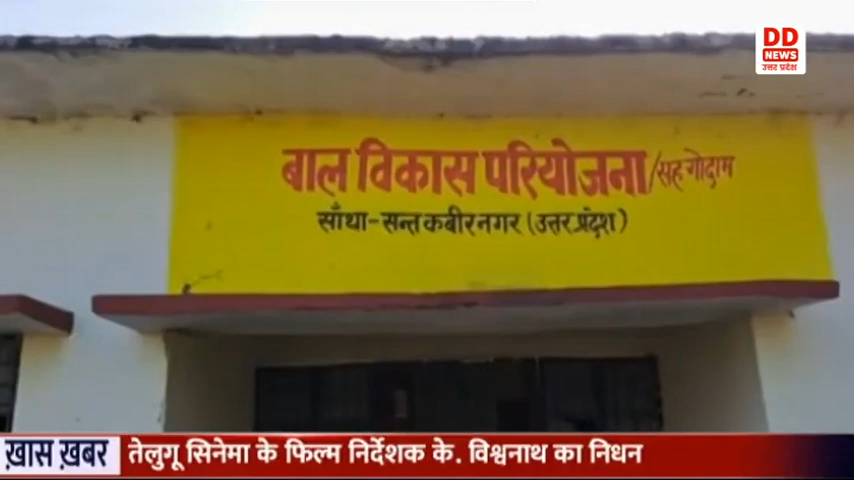 DD
NEWS
उत्तर प्रदेश
बाल विकास परियोजना/सह गोदाम
साँथा-सन्त कबीर नगर (उत्तर प्रदेश)
ख़ास ख़बर
तेलुगू सिनेमा के फिल्म निर्देशक के. विश्वनाथ का निधन